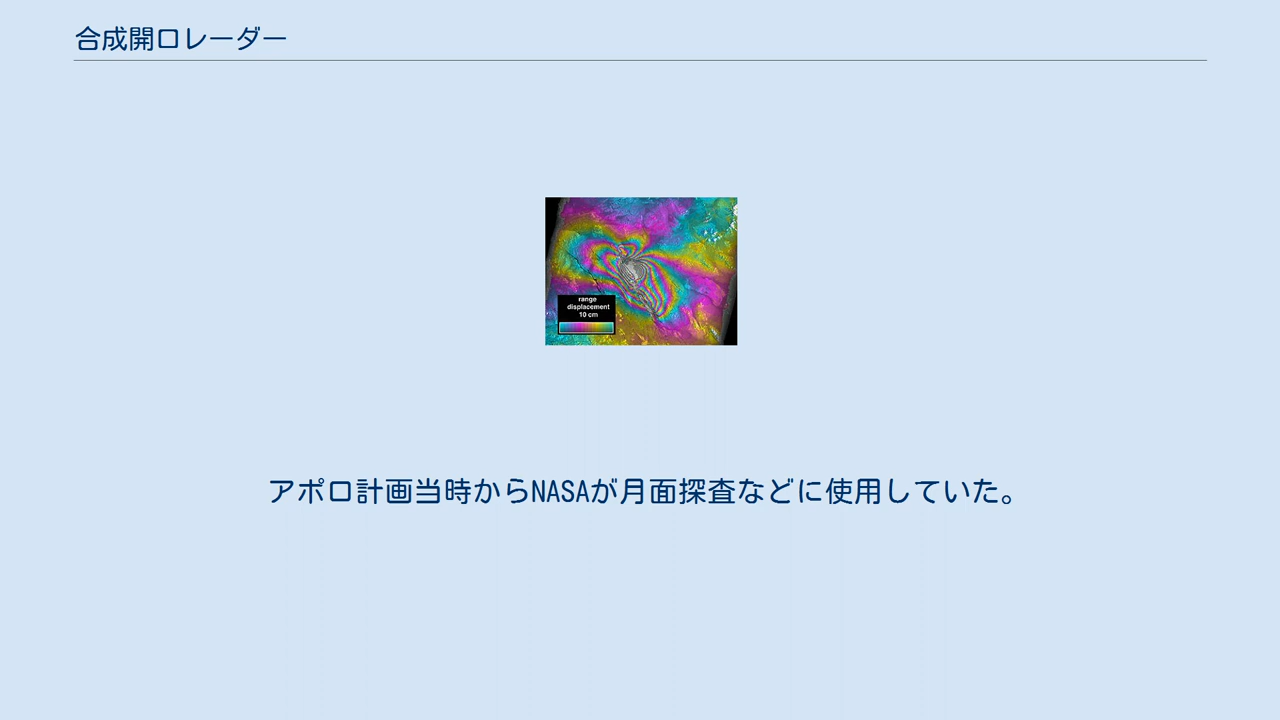 合成開口レーダー
range
displacement
10 cm
アポロ計画当時からNASAが月面探査などに使用していた。